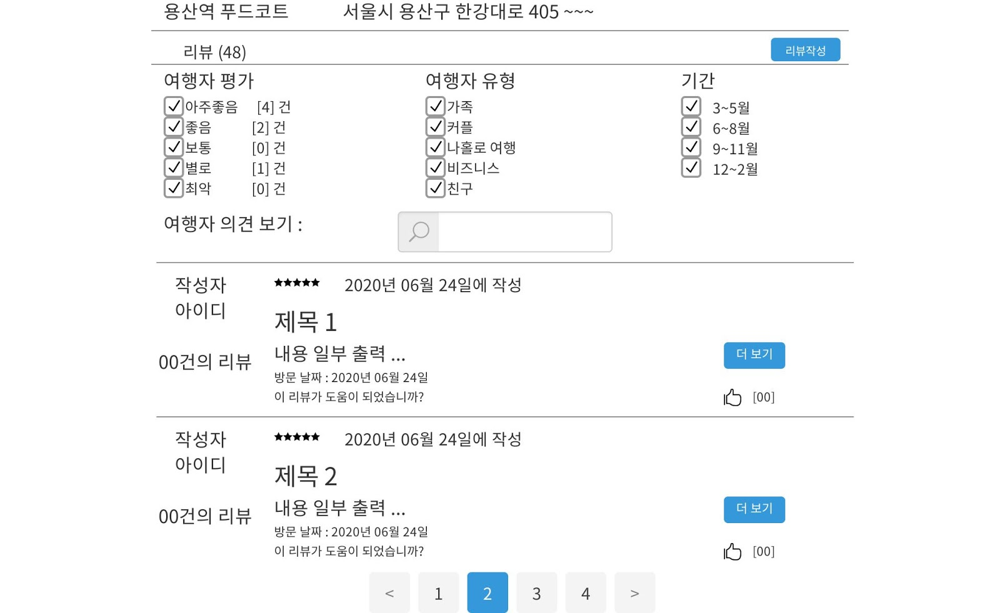 용산역 푸드코트 서울시 용산구 한강대로 405 ~~~
리뷰 (48) 리뷰작성
여행자 평가 여행자 유형 기간
아주좋음 [4] 건 가족 3~5월
좋음 [2] 건 커플 6~8월
보통 [0] 건 나홀로 여행 9~11월
별로 [1] 건 비즈니스 12~2월
최악 [0] 건 친구
여행자 의견 보기 :
작성자 ★★★★★ 2020년 06월 24일에 작성
아이디
제목 1
내용 일부 출력 ... 더 보기
00건의 리뷰
방문 날짜 : 2020년 06월 24일
이 리뷰가 도움이 되었습니까? [00]
작성자 ★★★★★ 2020년 06월 24일에 작성
아이디
제목 2
내용 일부 출력 ... 더 보기
00건의 리뷰
방문 날짜 : 2020년 06월 24일
이 리뷰가 도움이 되었습니까? [00]
< 1 2 3 4 >